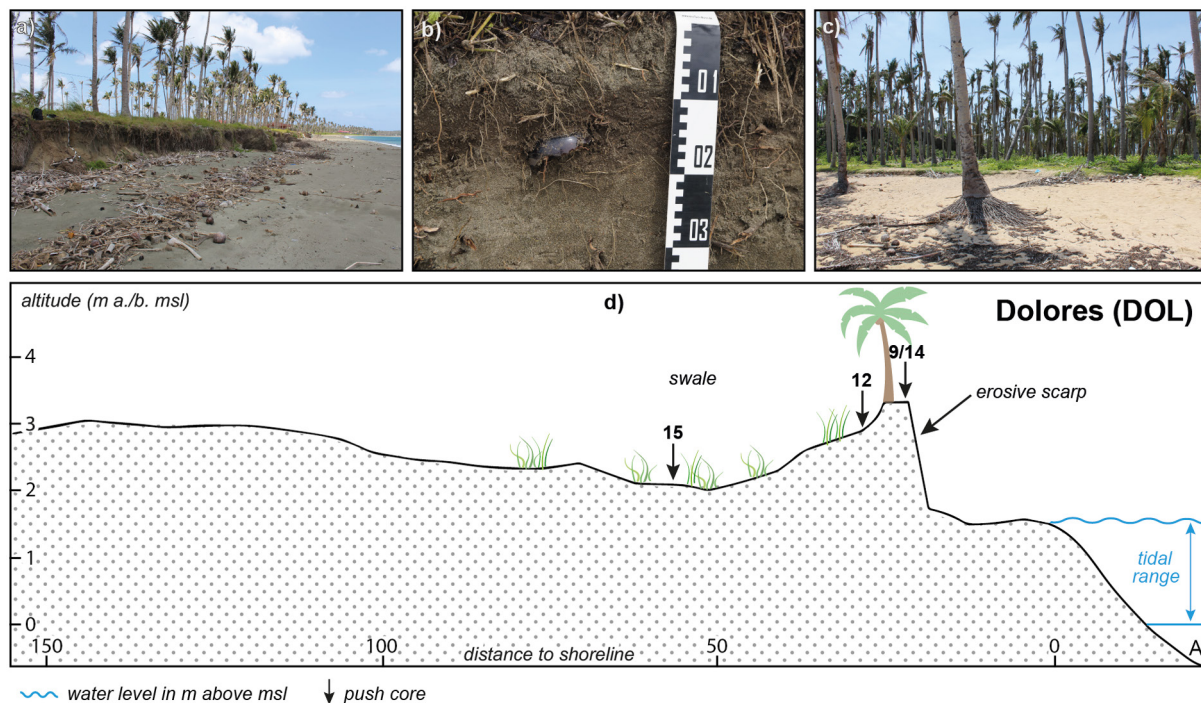 a)
b)
01
02
03
c)
altitude (m a./b. msl)
d)
Dolores (DOL)
4
9/14
swale
12
erosive scarp
3
15
2
1
tidal
range
0
150
100
50
0
A
distance to shoreline
water level in m above msl
push core